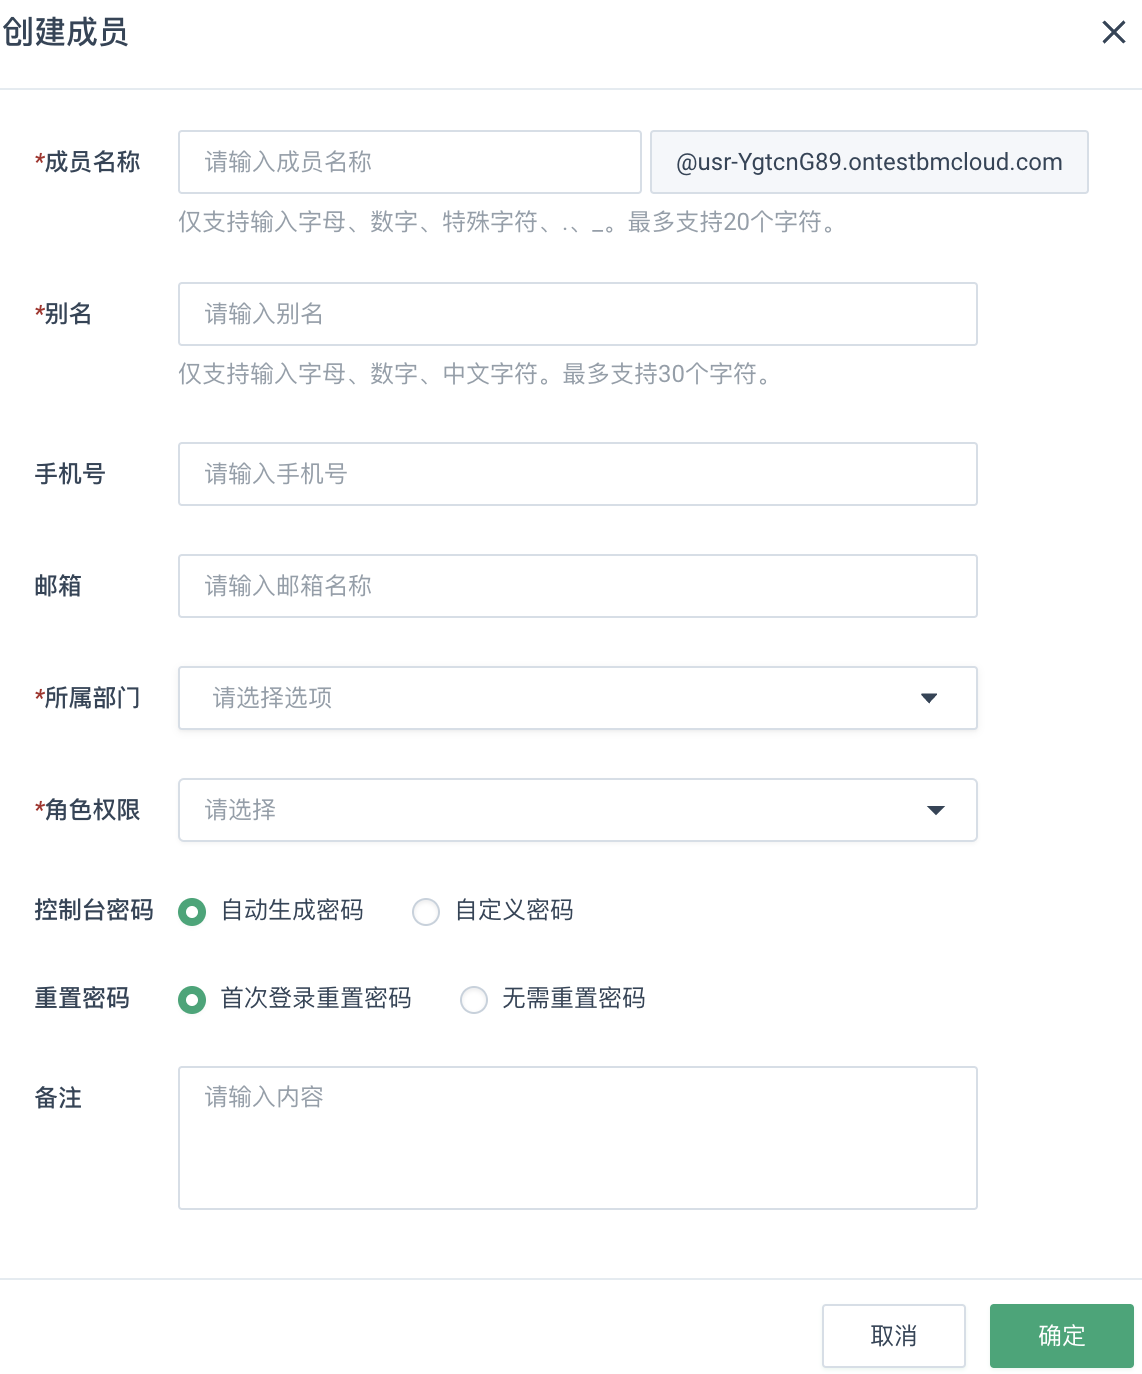 创建成员
*成员名称 请输入成员名称 @usr-YgtcnG89.ontestbmcloud.com
仅支持输入字母、数字、特殊字符、.、_。最多支持20个字符。
*别名 请输入别名
仅支持输入字母、数字、中文字符。最多支持30个字符。
手机号 请输入手机号
邮箱 请输入邮箱名称
*所属部门 请选择选项
*角色权限 请选择
控制台密码 自动生成密码 自定义密码
重置密码 首次登录重置密码 无需重置密码
备注 请输入内容
取消 确定